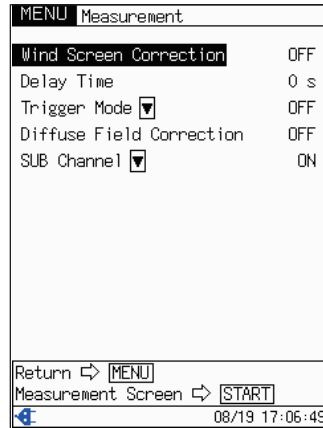 MENU Measurement
Wind Screen Correction OFF
Delay Time 0 s
Trigger Mode ▼ OFF
Diffuse Field Correction OFF
SUB Channel ▼ ON
Return ⇨ MENU
Measurement Screen ⇨ START
08/19 17:06:49